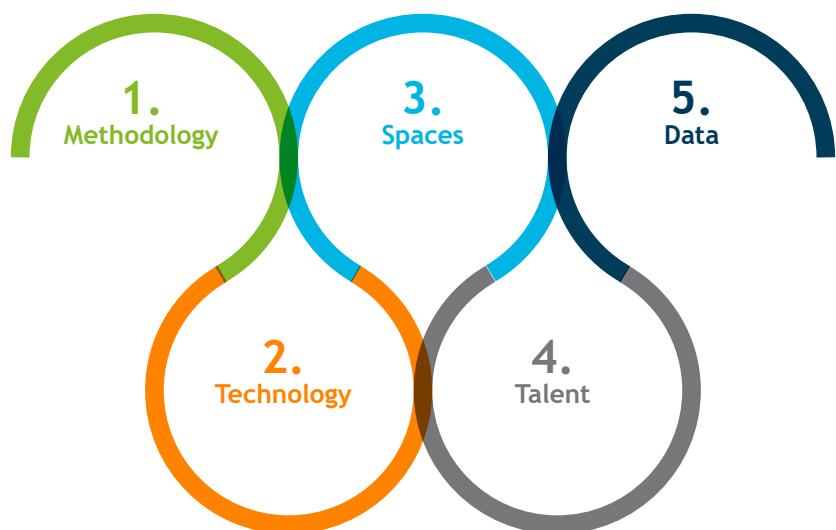 1.
Methodology
2.
Technology
3.
Spaces
4.
Talent
5.
Data